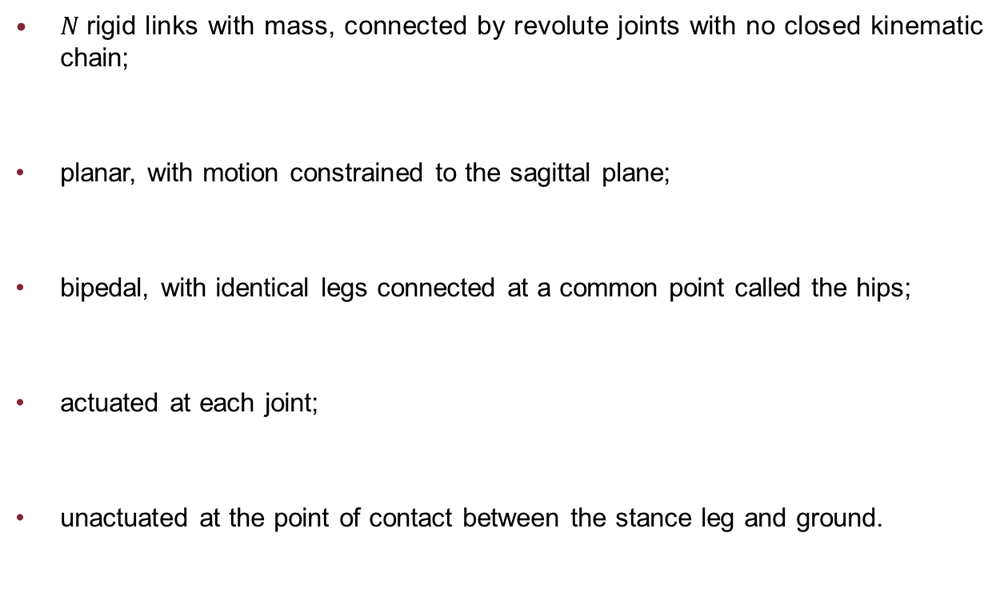 • N rigid links with mass, connected by revolute joints with no closed kinematic
chain;
• planar, with motion constrained to the sagittal plane;
• bipedal, with identical legs connected at a common point called the hips;
• actuated at each joint;
• unactuated at the point of contact between the stance leg and ground.